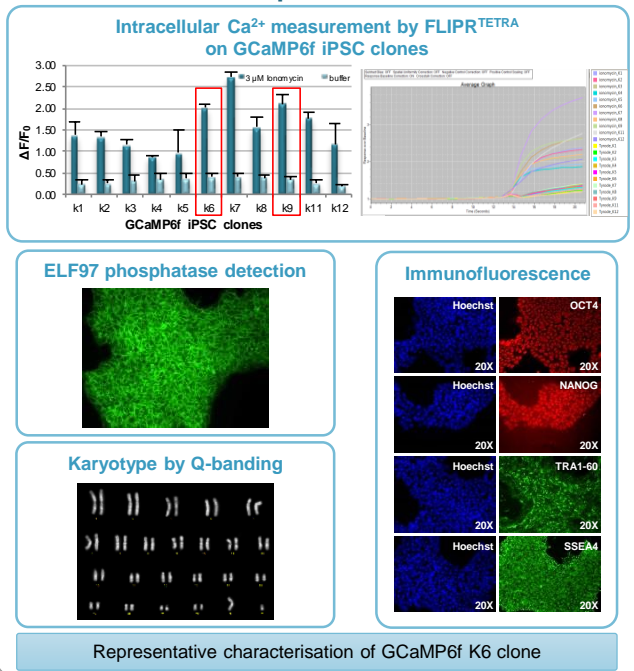 Intracellular Ca²⁺ measurement by FLIPRᵀᴱᵀᴿᴬ
on GCaMP6f iPSC clones
3.00
2.50
2.00
1.50
1.00
0.50
0.00
ΔF/F₀
3 µM Ionomycin
buffer
k1 k2 k3 k4 k5 k6 k7 k8 k9 k11 k12
GCaMP6f iPSC clones
Average Graph
Time (Seconds)
ELF97 phosphatase detection
Karyotype by Q-banding
Immunofluorescence
Hoechst
20X
OCT4
20X
Hoechst
20X
NANOG
20X
Hoechst
20X
TRA1-60
20X
Hoechst
20X
SSEA4
20X
Representative characterisation of GCaMP6f K6 clone